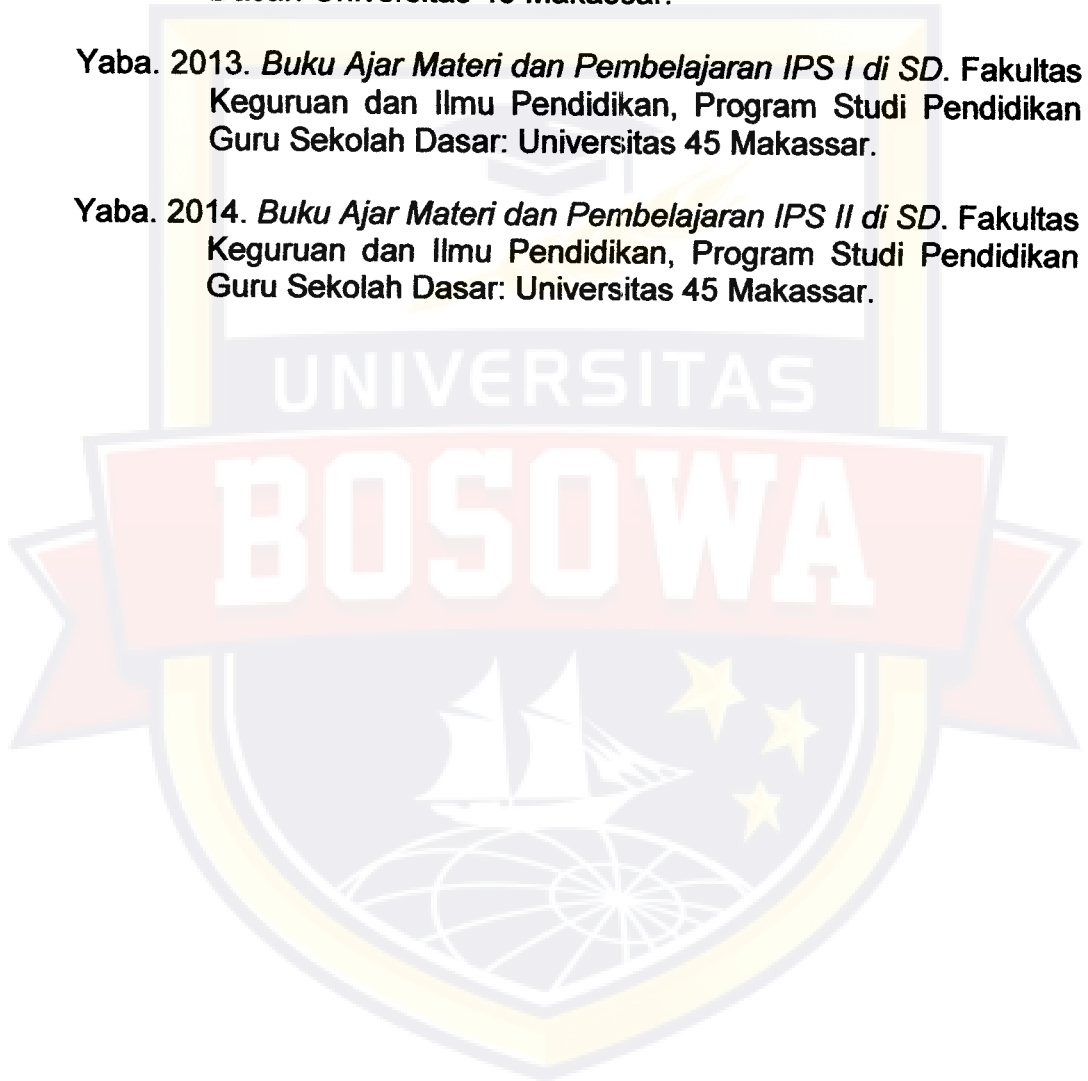 Yaba. 2013. Buku Ajar Materi dan Pembelajaran IPS I di SD. Fakultas
Keguruan dan Ilmu Pendidikan, Program Studi Pendidikan
Guru Sekolah Dasar: Universitas 45 Makassar.
Yaba. 2014. Buku Ajar Materi dan Pembelajaran IPS II di SD. Fakultas
Keguruan dan Ilmu Pendidikan, Program Studi Pendidikan
Guru Sekolah Dasar: Universitas 45 Makassar.
UNIVERSITAS
BOSOWA